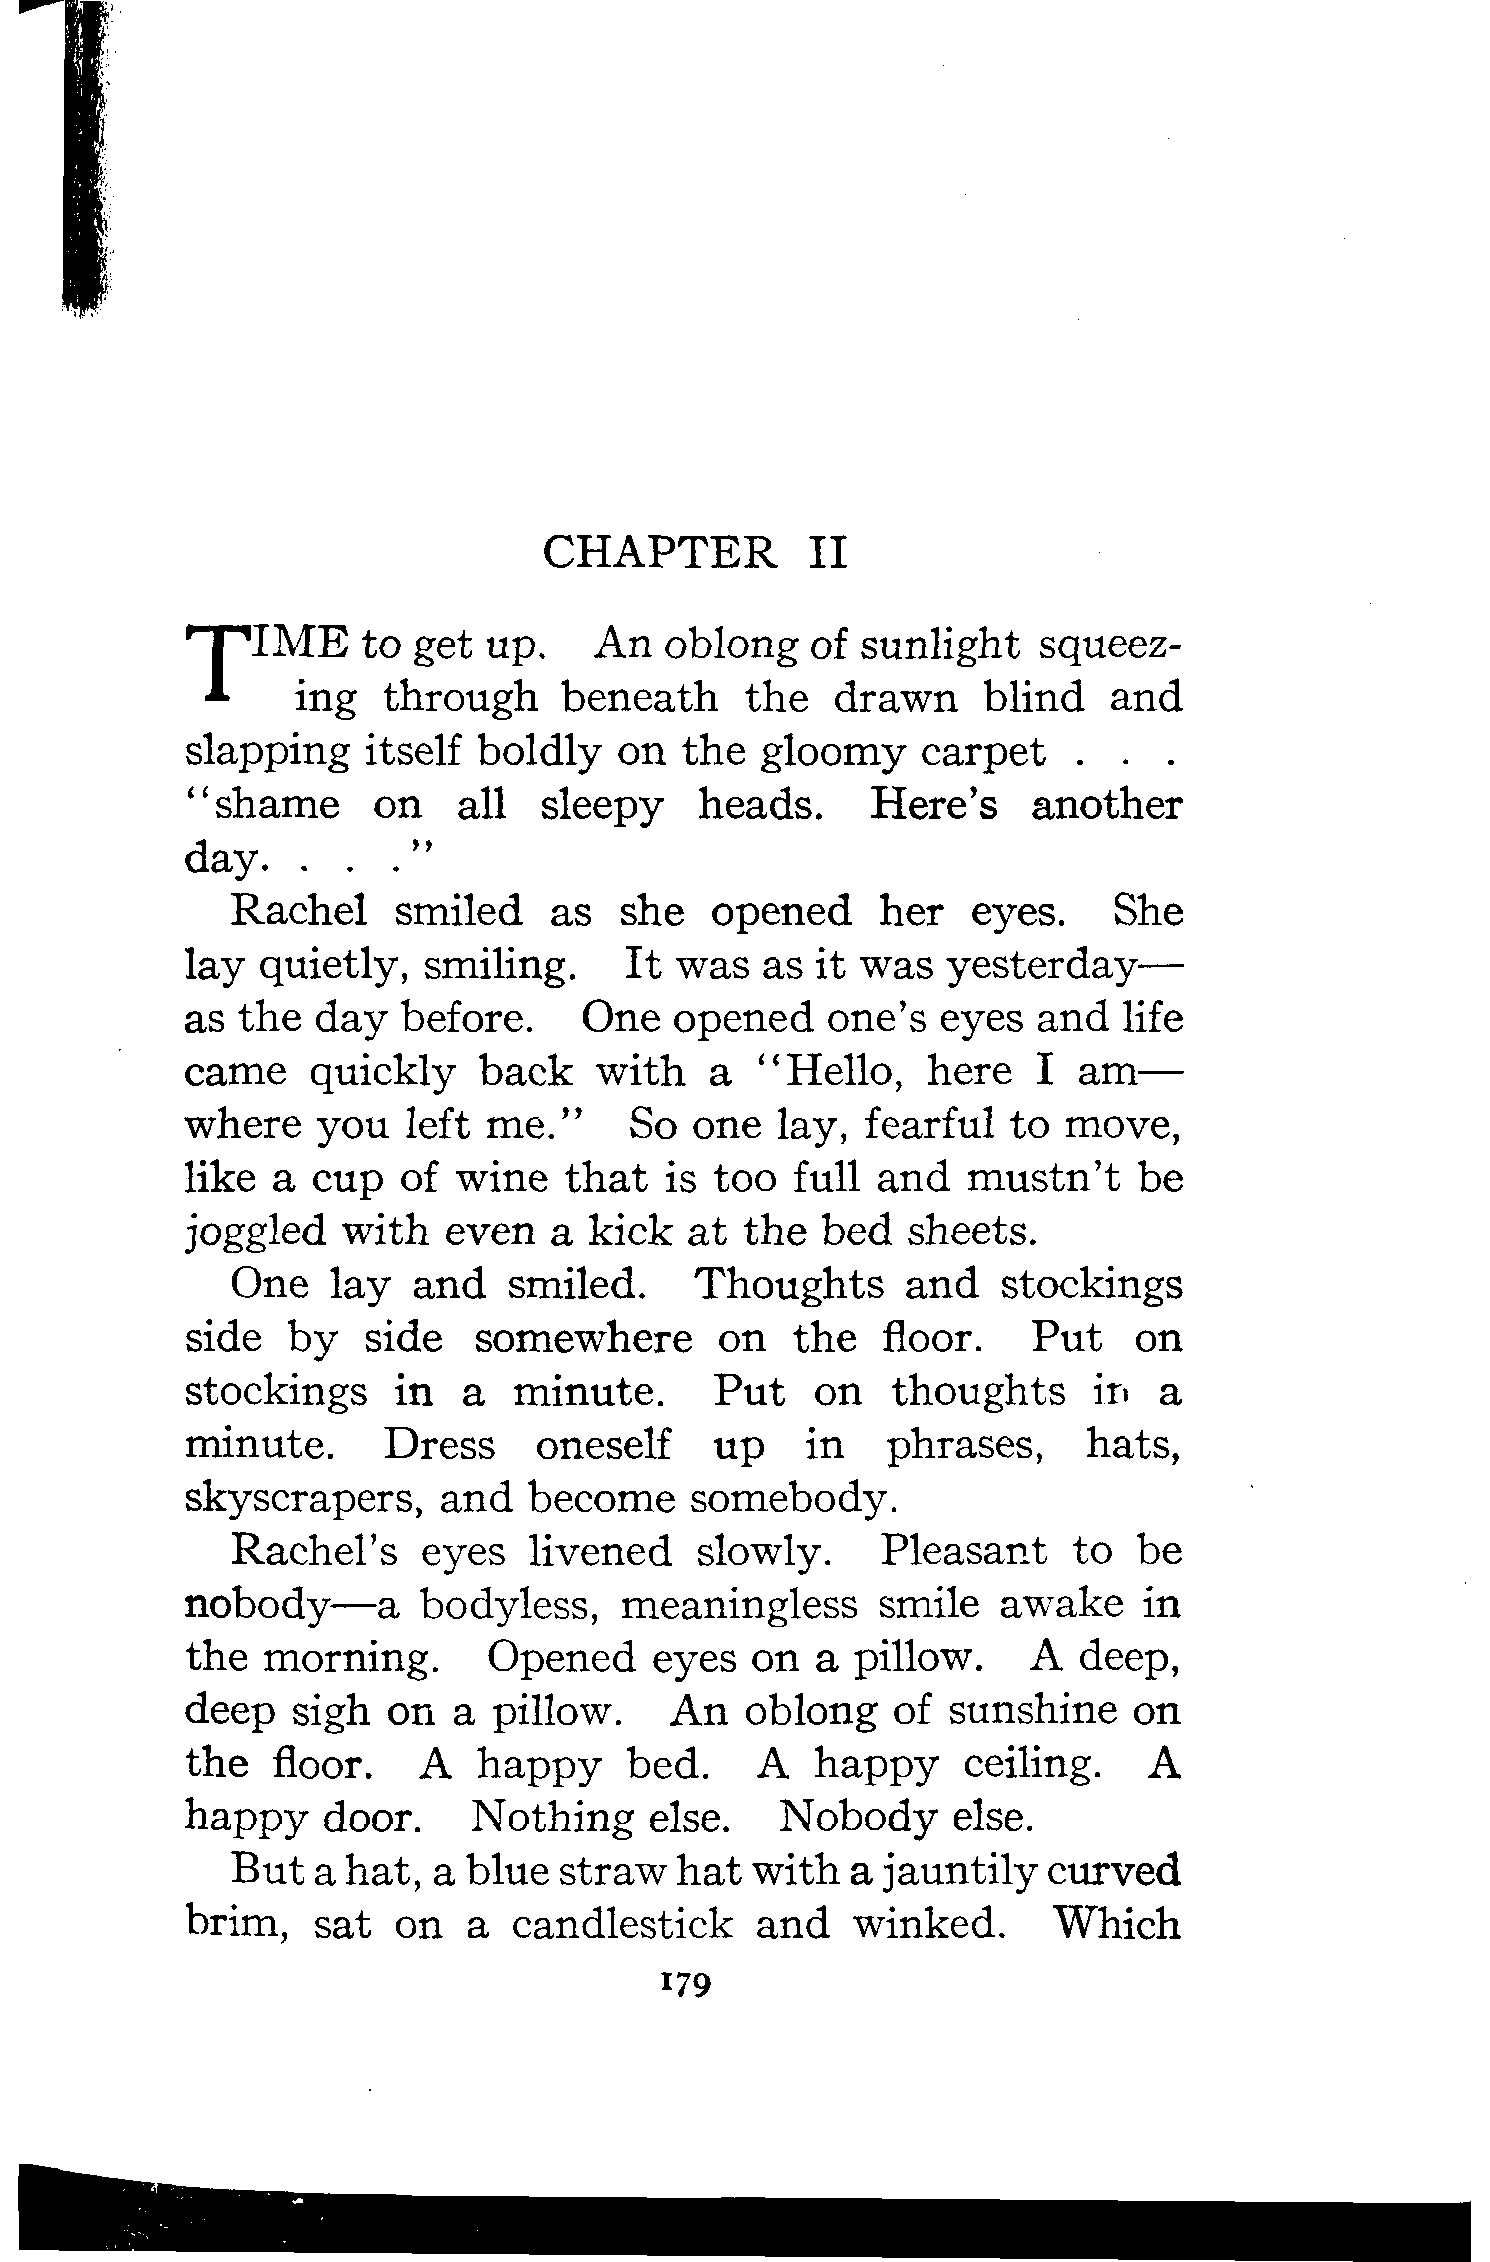 CHAPTER II
TIME to get up. An oblong of sunlight squeez-
ing through beneath the drawn blind and
slapping itself boldly on the gloomy carpet . . .
“shame on all sleepy heads. Here's another
day. . . .”
Rachel smiled as she opened her eyes. She
lay quietly, smiling. It was as it was yesterday—
as the day before. One opened one's eyes and life
came quickly back with a “Hello, here I am—
where you left me.” So one lay, fearful to move,
like a cup of wine that is too full and mustn't be
joggled with even a kick at the bed sheets.
One lay and smiled. Thoughts and stockings
side by side somewhere on the floor. Put on
stockings in a minute. Put on thoughts in a
minute. Dress oneself up in phrases, hats,
skyscrapers, and become somebody.
Rachel's eyes livened slowly. Pleasant to be
nobody—a bodyless, meaningless smile awake in
the morning. Opened eyes on a pillow. A deep,
deep sigh on a pillow. An oblong of sunshine on
the floor. A happy bed. A happy ceiling. A
happy door. Nothing else. Nobody else.
But a hat, a blue straw hat with a jauntily curved
brim, sat on a candlestick and winked. Which
179